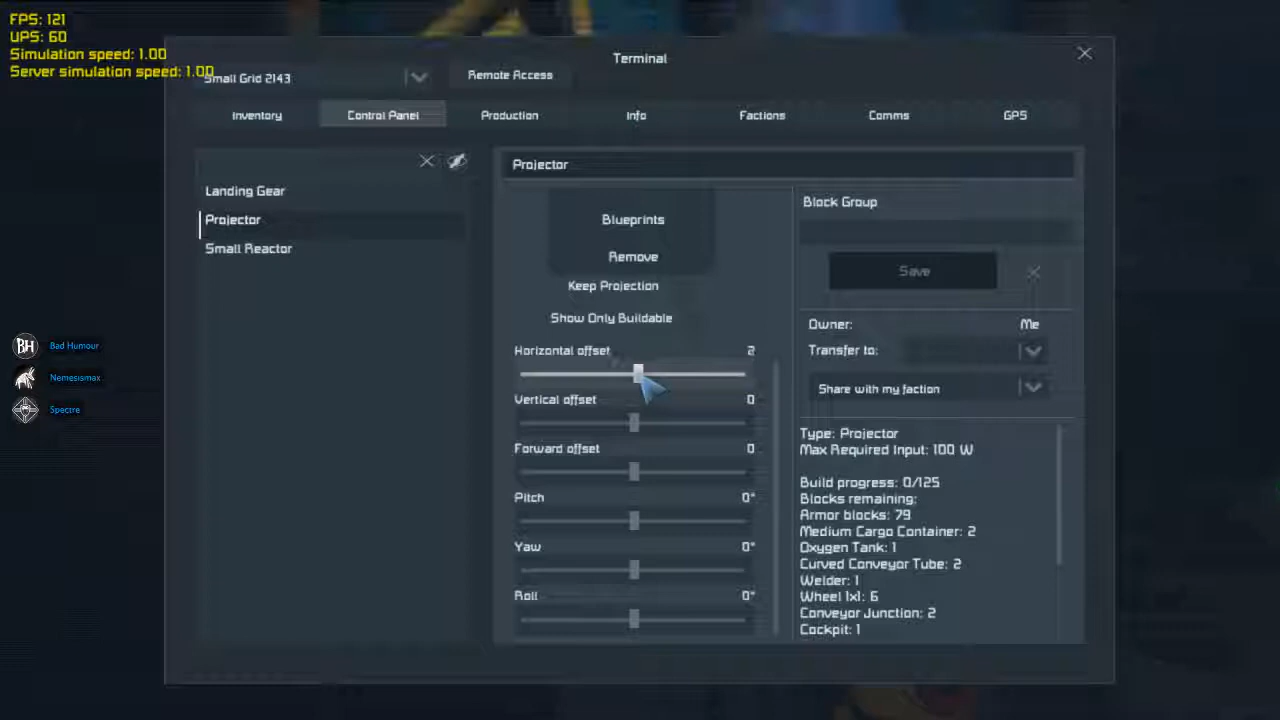 FPS: 121
UPS: 60
Simulation speed: 1.00
Server simulation speed: 1.00
Terminal
Small Grid 2143
Remote Access
Inventory
Control Panel
Production
Info
Factions
Comms
GPS
Landing Gear
Projector
Small Reactor
Projector
Blueprints
Remove
Keep Projection
Show Only Buildable
Horizontal offset 2
Vertical offset 0
Forward offset 0
Pitch 0°
Yaw 0°
Roll 0°
Block Group
Save
Owner: Me
Transfer to:
Share with my faction
Type: Projector
Max Required Input: 100 W
Build progress: 0/125
Blocks remaining:
Armor blocks: 79
Medium Cargo Container: 2
Oxygen Tank: 1
Curved Conveyor Tube: 2
Welder: 1
Wheel 1x1: 6
Conveyor Junction: 2
Cockpit: 1
BH Bad Humour
Nemesismax
Spectre